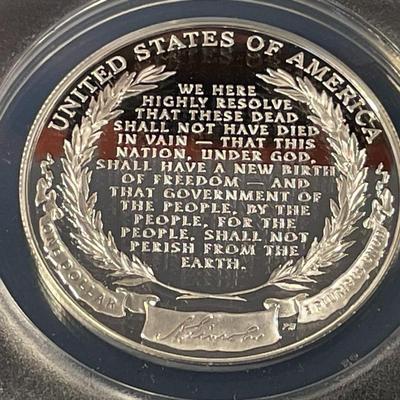 UNITED STATES OF AMERICA
WE HERE
HIGHLY RESOLVE
THAT THESE DEAD
SHALL NOT HAVE DIED
IN VAIN — THAT THIS
NATION, UNDER GOD,
SHALL HAVE A NEW BIRTH
OF FREEDOM — AND
THAT GOVERNMENT OF
THE PEOPLE, BY THE
PEOPLE, FOR THE
PEOPLE, SHALL NOT
PERISH FROM THE
EARTH.
ONE DOLLAR